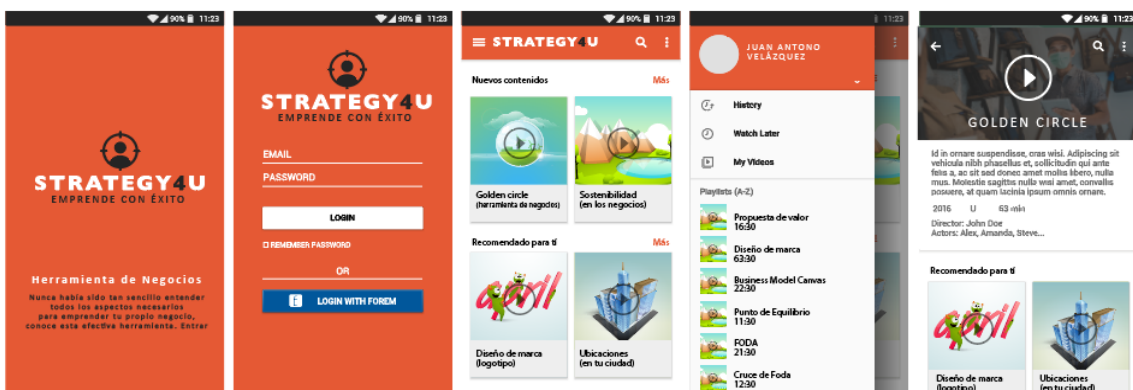 90% 11:23
STRATEGY4U
EMPRENDE CON ÉXITO
Herramienta de Negocios
Nunca había sido tan sencillo entender
todos los aspectos necesarios
para emprender tu propio negocio,
conoce esta efectiva herramienta. Entrar
90% 11:23
STRATEGY4U
EMPRENDE CON ÉXITO
EMAIL
PASSWORD
LOGIN
REMEMBER PASSWORD
OR
f LOGIN WITH FOREM
90% 11:23
STRATEGY4U
Nuevos contenidos Más
Golden circle
(herramienta de negocios)
Sostenibilidad
(en los negocios)
Recomendado para tí Más
april
Diseño de marca
(logotipo)
Ubicaciones
(en tu ciudad)
11:23
JUAN ANTONO
VELÁZQUEZ
History
Watch Later
My Videos
Playlists (A-Z)
Propuesta de valor
16:30
Diseño de marca
63:30
Business Model Canvas
22:30
Punto de Equilibrio
11:30
FODA
21:30
Cruce de Foda
12:30
90% 11:23
GOLDEN CIRCLE
Id in ornare suspendisse, cras wisi. Adipiscing sit
vehicula nibh phasellus et, sollicitudin qui ante
felis a, ac sit sed donec amet mollis libero, nulla
mus. Molestie sagittis nulla wisi amet, convallis
posuere, at quam lacinia ipsum omnis ornare.
2016 U 63 min
Director: John Doe
Actors: Alex, Amanda, Steve...
Recomendado para tí
april
Diseño de marca
(logotipo)
Ubicaciones
(en tu ciudad)